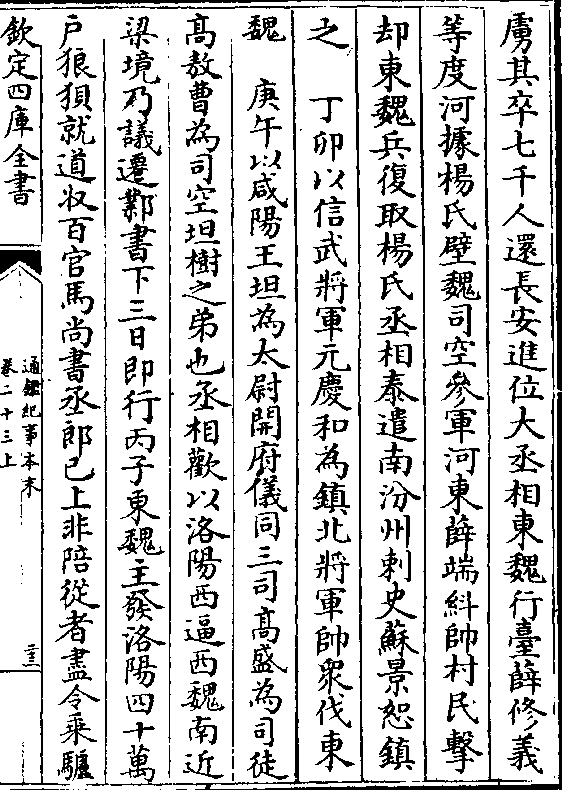 虜其卒七千人還長安進位大丞相東魏行臺薛修義
等度河據楊氏壁魏司空參軍河東薛端糾帥村民擊
却東魏兵復取楊氏丞相泰遣南汾州刺史蘇景恕鎮
之　丁卯以信武將軍元慶和為鎮北將軍帥衆伐東
魏　庚午以咸陽王坦為太尉開府儀同三司高盛為司徒
高敖曹為司空坦樹之弟也丞相歡以洛陽西逼西魏南近
梁境乃議遷鄴書下三日即行丙子東魏主發洛陽四十萬
户狼狽就道收百官馬尚書丞郎已上非陪從者盡令乘驢
欽定四庫全書
通鑑紀事本末
卷二十三上